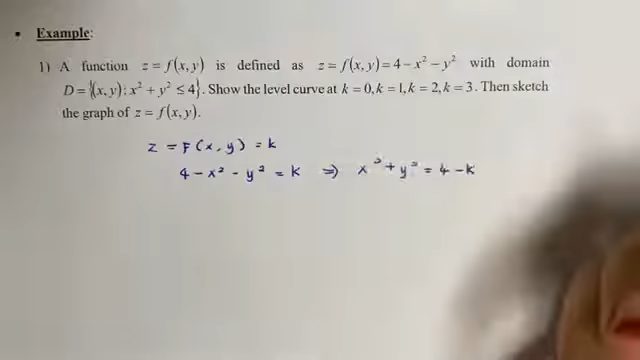 • Example:
1) A function z = f(x, y) is defined as z = f(x, y) = 4 − x² − y² with domain
D = {(x, y): x² + y² ≤ 4}. Show the level curve at k = 0, k = 1, k = 2, k = 3. Then sketch
the graph of z = f(x, y).
z = F(x, y) = k
4 − x² − y² = k ⇒ x² + y² = 4 − k